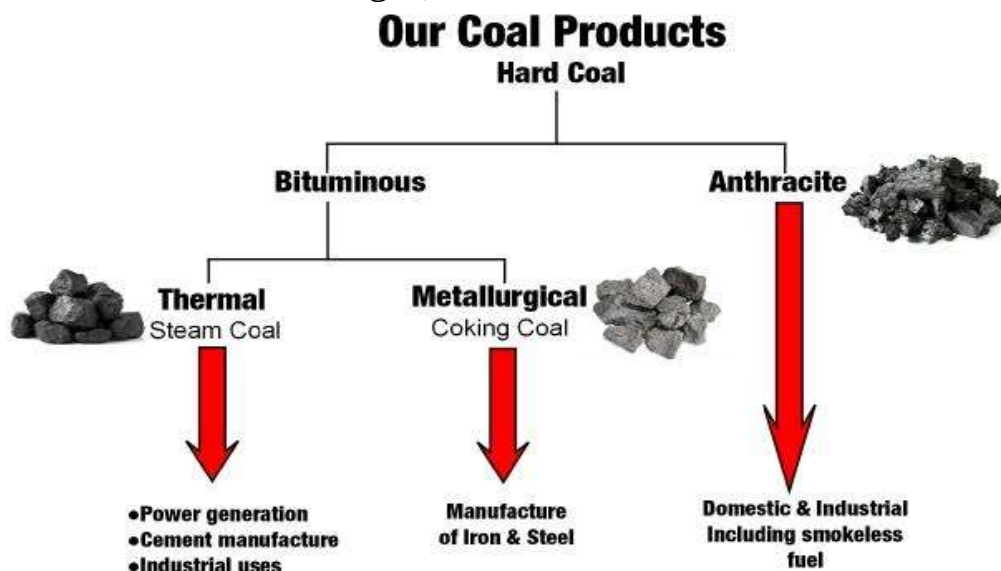 Our Coal Products
Hard Coal
Bituminous
Anthracite
Thermal
Steam Coal
Metallurgical
Coking Coal
•Power generation
•Cement manufacture
•Industrial uses
Manufacture
of Iron & Steel
Domestic & Industrial
Including smokeless
fuel